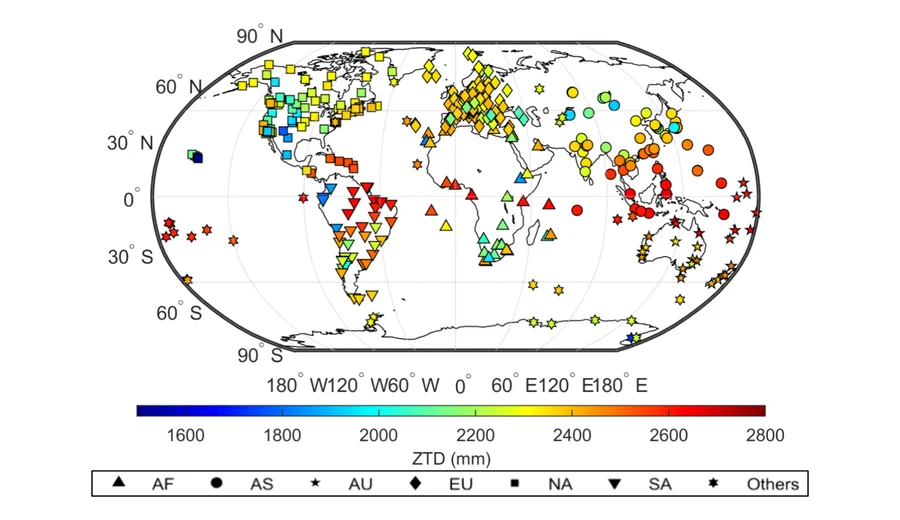 90° N
60° N
30° N
0°
30° S
60° S
90° S
180° W120° W60° W 0° 60° E120° E180° E
1600 1800 2000 2200 2400 2600 2800
ZTD (mm)
AF AS AU EU NA SA Others